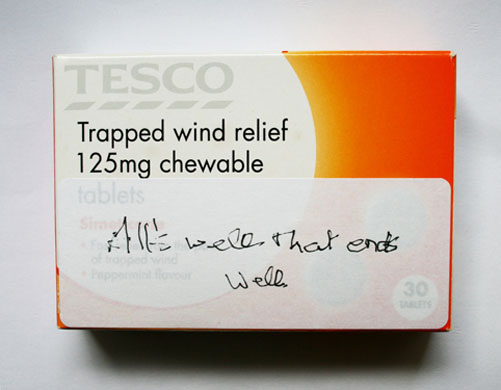 TESCO
Trapped wind relief
125mg chewable
tablets
All's well that ends
well
of trapped wind
• Peppermint flavour
30
TABLETS